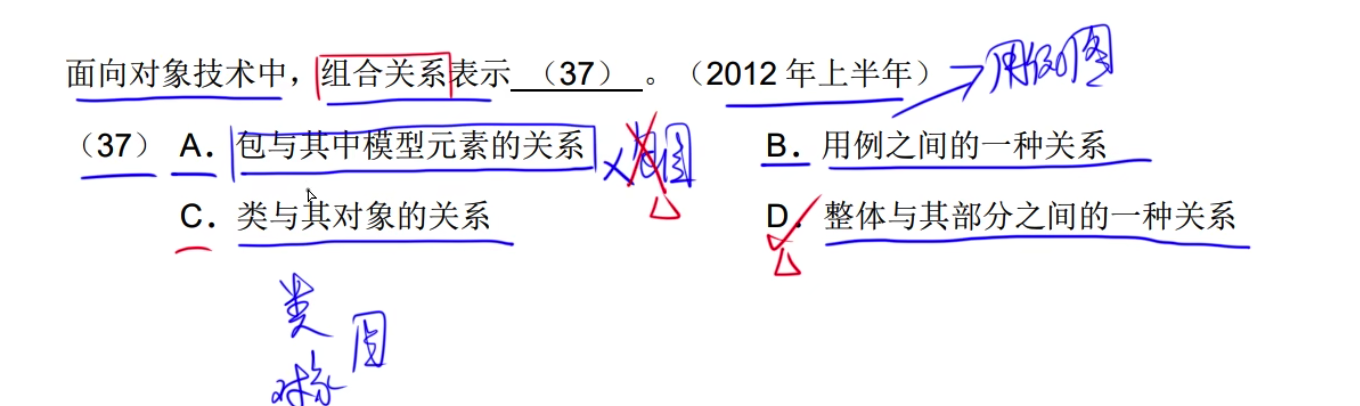 面向对象技术中，组合关系表示 （37） 。（2012 年上半年） 用例图
（37） A．包与其中模型元素的关系 B．用例之间的一种关系
C．类与其对象的关系 D．整体与其部分之间的一种关系
类
图
对象